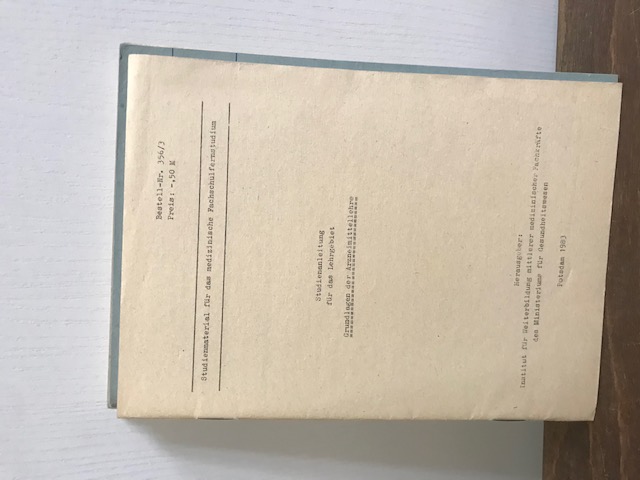 Bestell-Nr. 356/3
Preis: -,50 M
Studienmaterial für das medizinische Fachschulfernstudium
Studienanleitung
für das Lehrgebiet
Grundlagen der Arzneimittellehre
Herausgeber:
Institut für Weiterbildung mittlerer medizinischer Fachkräfte
des Ministeriums für Gesundheitswesen
Potsdam 1983